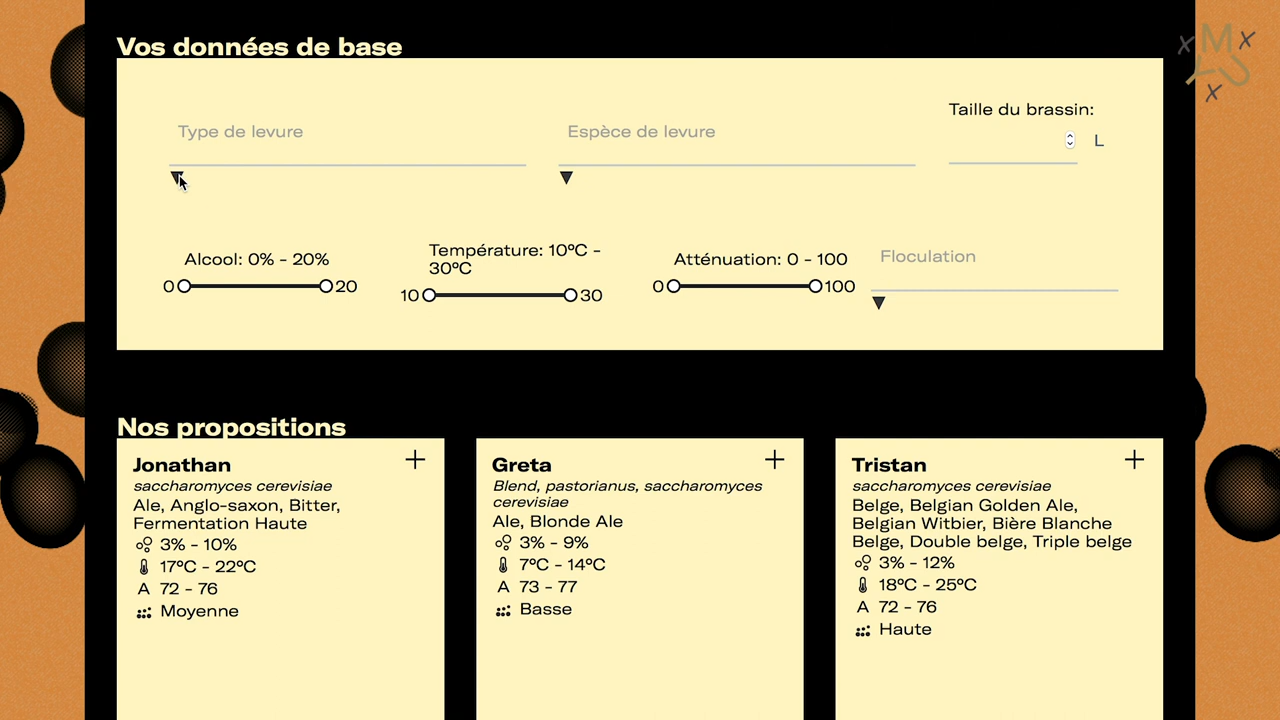 Vos données de base
Type de levure
Espèce de levure
Taille du brassin:
L
Alcool: 0% - 20%
0 20
Température: 10°C -
30°C
10 30
Atténuation: 0 - 100
0 100
Floculation
Nos propositions
Jonathan
saccharomyces cerevisiae
Ale, Anglo-saxon, Bitter,
Fermentation Haute
3% - 10%
17°C - 22°C
A 72 - 76
Moyenne
Greta
Blend, pastorianus, saccharomyces
cerevisiae
Ale, Blonde Ale
3% - 9%
7°C - 14°C
A 73 - 77
Basse
Tristan
saccharomyces cerevisiae
Belge, Belgian Golden Ale,
Belgian Witbier, Bière Blanche
Belge, Double belge, Triple belge
3% - 12%
18°C - 25°C
A 72 - 76
Haute